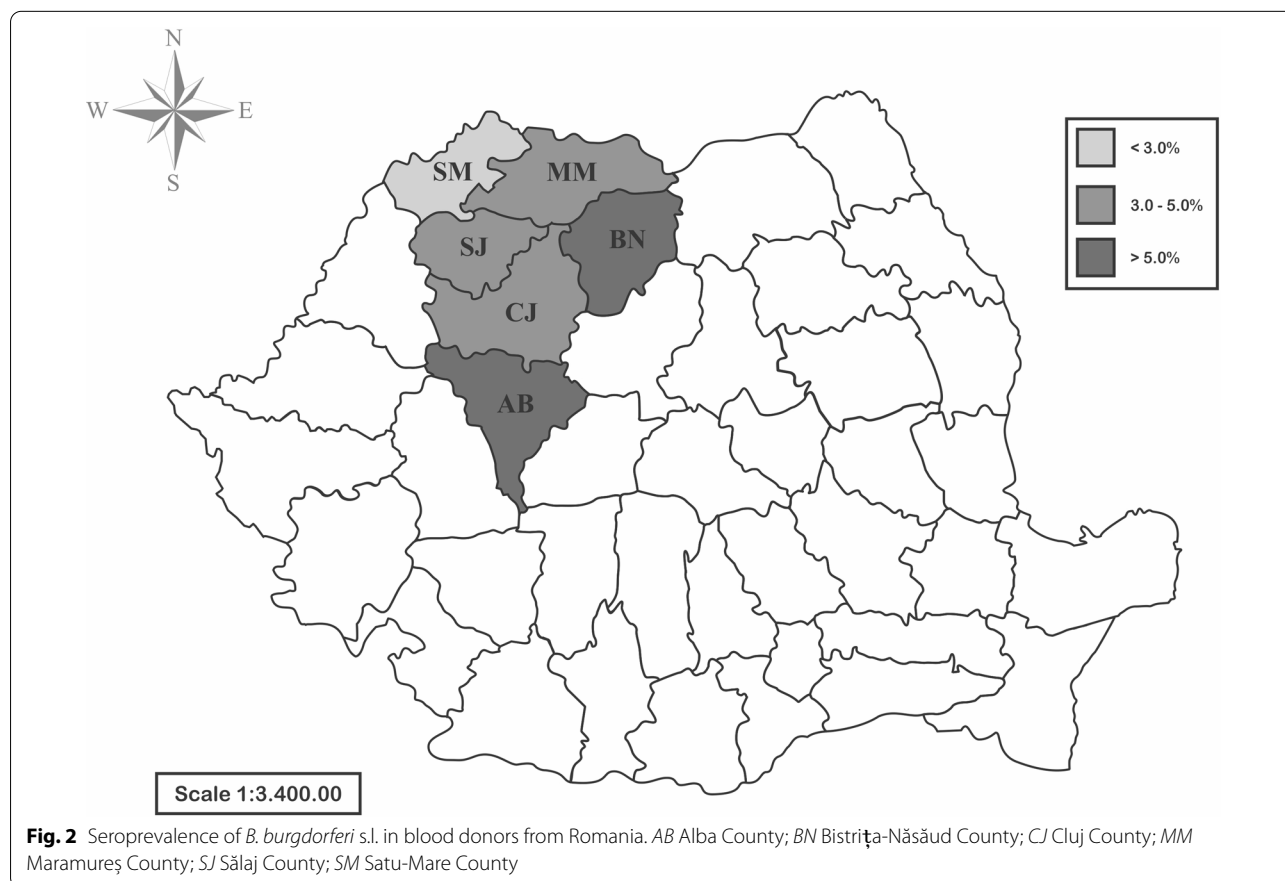 N
W E
S
SM MM
SJ BN
CJ
AB
< 3.0%
3.0 - 5.0%
> 5.0%
Scale 1:3.400.00
Fig. 2 Seroprevalence of B. burgdorferi s.l. in blood donors from Romania. AB Alba County; BN Bistrița-Năsăud County; CJ Cluj County; MM
Maramureș County; SJ Sălaj County; SM Satu-Mare County